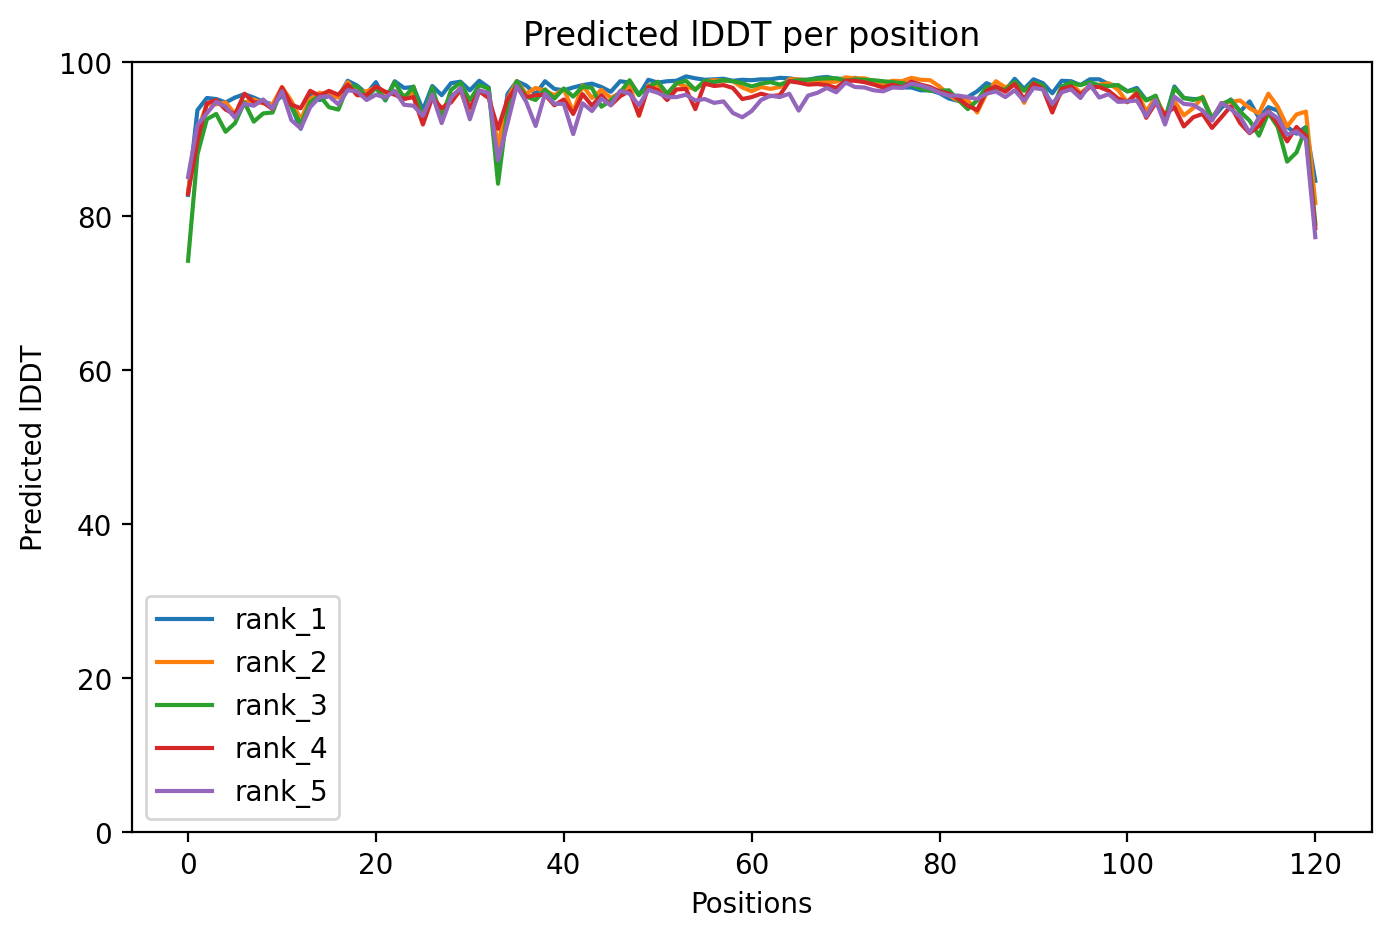 Predicted lDDT per position
100
80
60
40
20
0
Predicted lDDT
rank_1
rank_2
rank_3
rank_4
rank_5
0 20 40 60 80 100 120
Positions